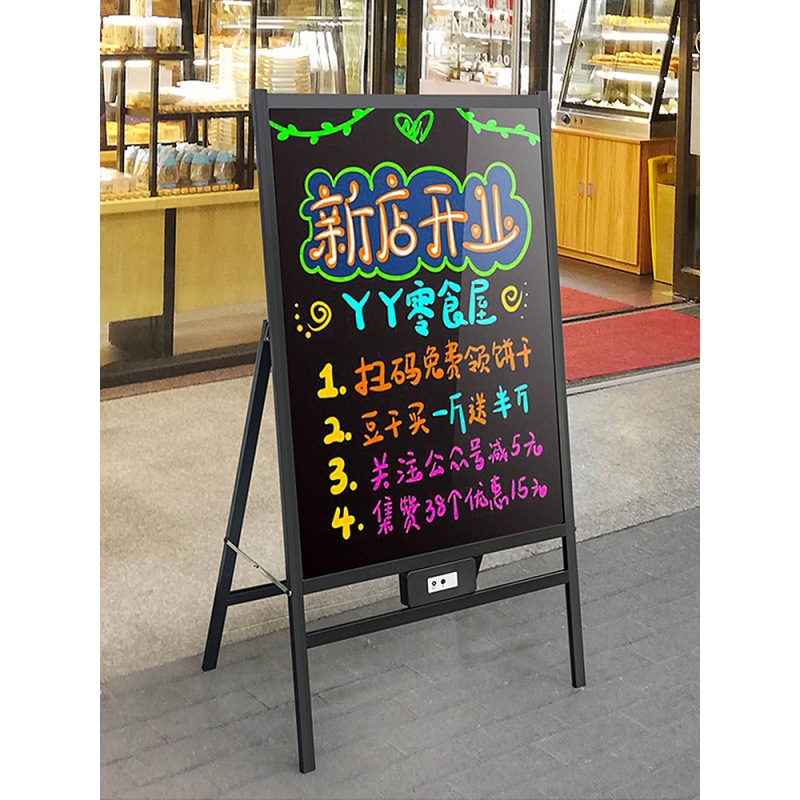 新店开业
丫丫零食屋
1. 扫码免费领饼干
2. 豆干买一斤送半斤
3. 关注公众号减5元
4. 集赞38个优惠15元